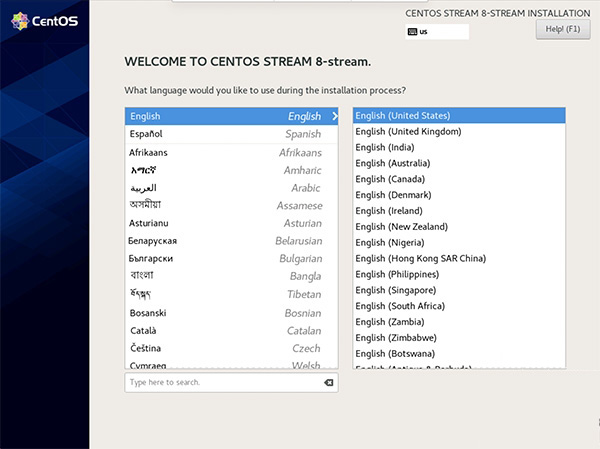 CentOS
CENTOS STREAM 8-STREAM INSTALLATION
us
Help! (F1)
WELCOME TO CENTOS STREAM 8-stream.
What language would you like to use during the installation process?
English English
Español Spanish
Afrikaans Afrikaans
አማርኛ Amharic
العربية Arabic
অসমীয়া Assamese
Asturianu Asturian
Беларуская Belarusian
Български Bulgarian
বাংলা Bangla
བོད་སྐད་ Tibetan
Bosanski Bosnian
Català Catalan
Čeština Czech
Cymraeg Welsh
Type here to search.
English (United States)
English (United Kingdom)
English (India)
English (Australia)
English (Canada)
English (Denmark)
English (Ireland)
English (New Zealand)
English (Nigeria)
English (Hong Kong SAR China)
English (Philippines)
English (Singapore)
English (South Africa)
English (Zambia)
English (Zimbabwe)
English (Botswana)
English (Antigua & Barbuda)